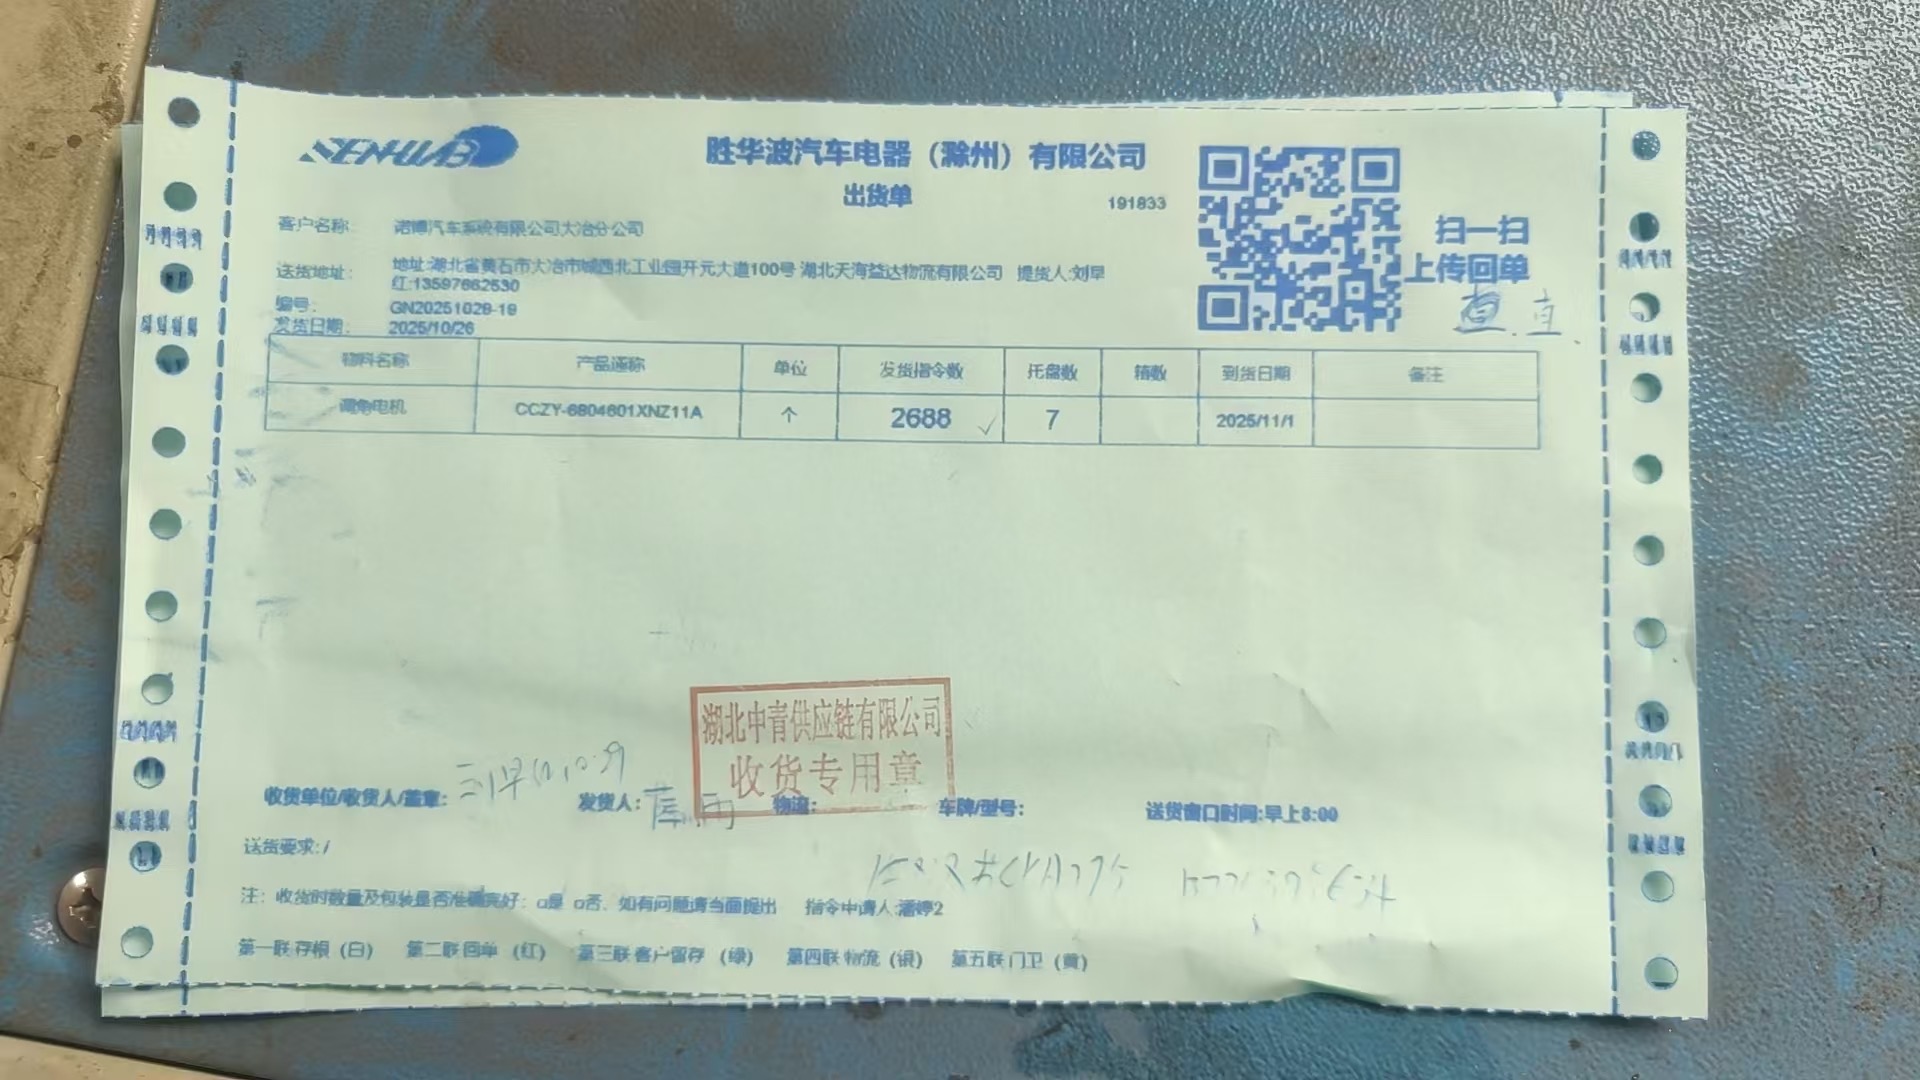 SENHWAB
胜华波汽车电器（滁州）有限公司
出货单
191833
扫一扫
上传回单
客户名称: 诺博汽车系统有限公司大冶分公司
送货地址: 地址:湖北省黄石市大冶市城西北工业园开元大道100号 湖北天海益达物流有限公司 提货人:刘早
红:13597662530
编号: GN20251029-19
发货日期: 2025/10/26
物料名称 产品通称 单位 发货指令数 托盘数 箱数 到货日期 备注
调角电机 CCZY-6804601XNZ11A 个 2688 ✓ 7 2025/11/1
湖北中青供应链有限公司
收货专用章
收货单位/收货人/盖章: 发货人: 物流: 车牌/型号: 送货窗口时间:早上8:00
送货要求:/
注: 收货时数量及包装是否准确完好: □是 □否, 如有问题请当面提出 指令申请人:潘婷2
第一联 存根 (白) 第二联 回单 (红) 第三联 客户留存 (绿) 第四联 物流 (银) 第五联 门卫 (黄)